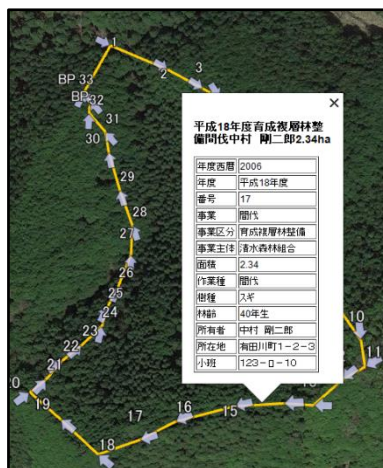 1
2
3
BP 33
BP 32
31
30
29
28
27
26
25
24
23
22
21
20
19
18
17
16
15
10
11
×
平成18年度育成複層林整
備間伐中村 剛二郎2.34ha
年度西暦 2006
年度 平成18年度
番号 17
事業 間伐
事業区分 育成複層林整備
事業主体 清水森林組合
面積 2.34
作業種 間伐
樹種 スギ
林齢 40年生
所有者 中村 剛二郎
所在地 有田川町1-2-3
小班 123-ロ-10